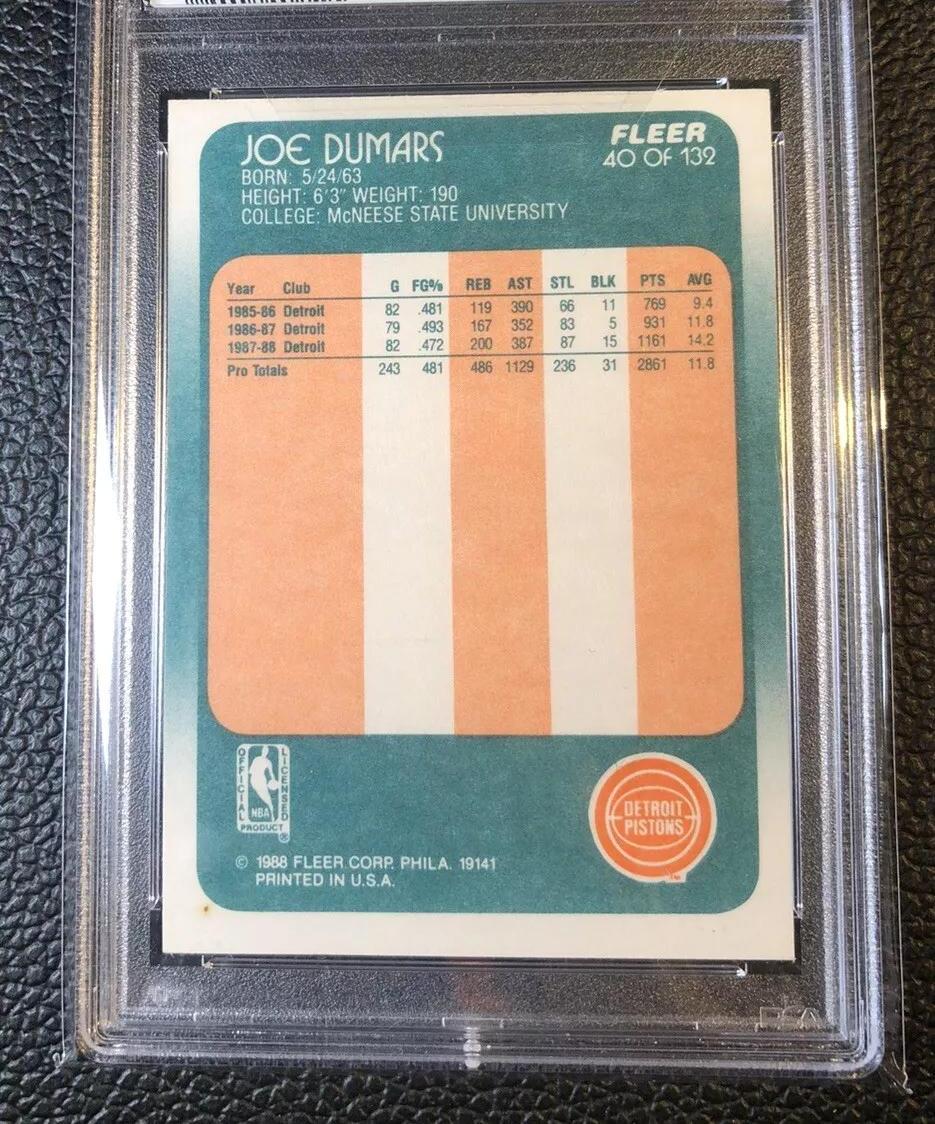 JOE DUMARS
BORN: 5/24/63
HEIGHT: 6'3" WEIGHT: 190
COLLEGE: McNEESE STATE UNIVERSITY
FLEER
40 OF 132
Year Club G FG% REB AST STL BLK PTS AVG
1985-86 Detroit 82 .481 119 390 66 11 769 9.4
1986-87 Detroit 79 .493 167 352 83 5 931 11.8
1987-88 Detroit 82 .472 200 387 87 15 1161 14.2
Pro Totals 243 481 486 1129 236 31 2861 11.8
OFFICIAL
LICENSED
NBA
PRODUCT ®
DETROIT
PISTONS
TM
© 1988 FLEER CORP. PHILA. 19141
PRINTED IN U.S.A.
PSA